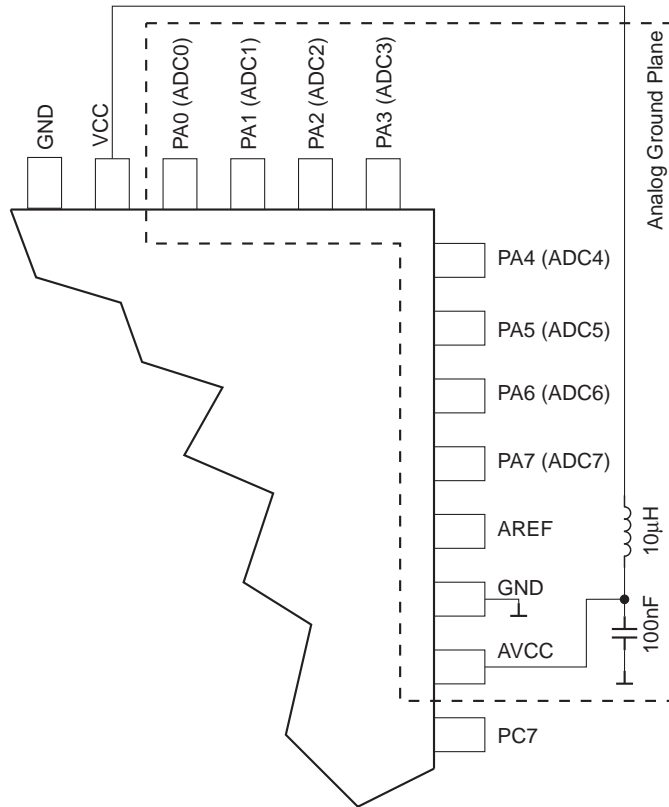 GND
VCC
PA0 (ADC0)
PA1 (ADC1)
PA2 (ADC2)
PA3 (ADC3)
Analog Ground Plane
PA4 (ADC4)
PA5 (ADC5)
PA6 (ADC6)
PA7 (ADC7)
AREF
10μH
GND
100nF
AVCC
PC7